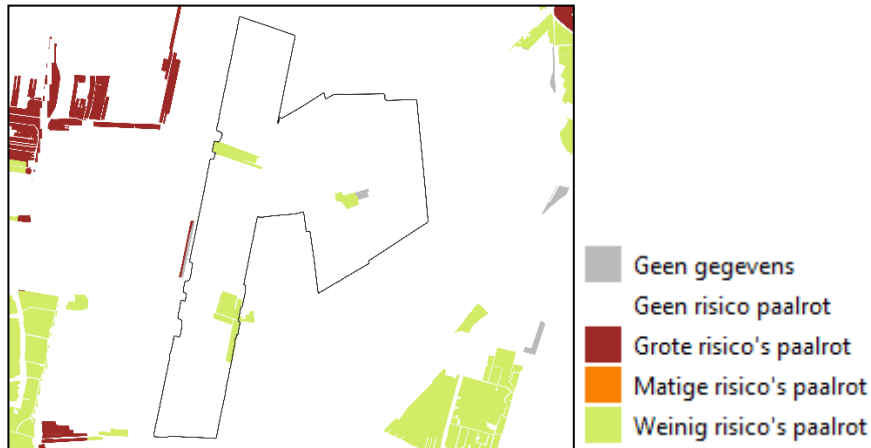 Geen gegevens
Geen risico paalrot
Grote risico's paalrot
Matige risico's paalrot
Weinig risico's paalrot